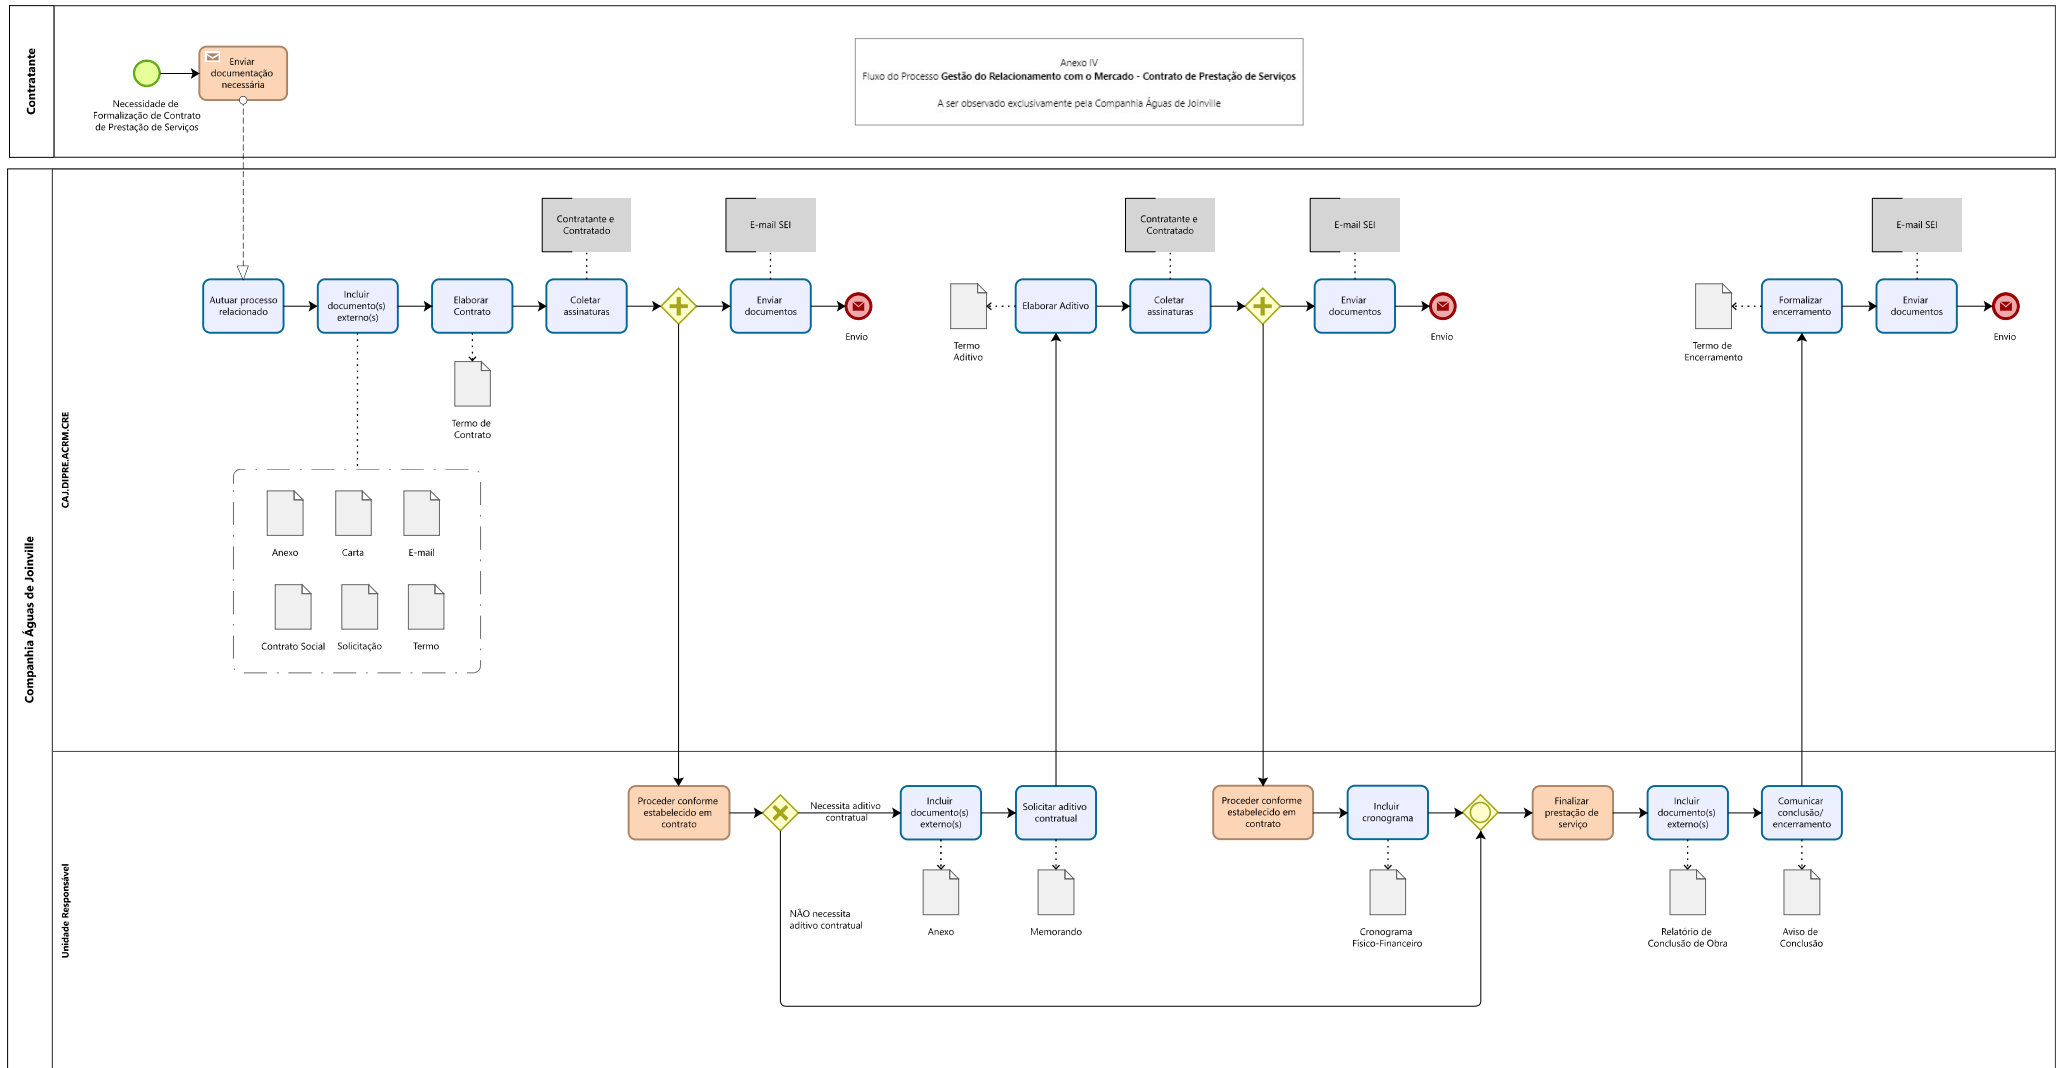 Contratante
Enviar
documentação
necessária
Necessidade de
Formalização de Contrato
de Prestação de Serviços
Anexo IV
Fluxo do Processo Gestão do Relacionamento com o Mercado - Contrato de Prestação de Serviços
A ser observado exclusivamente pela Companhia Águas de Joinville
Companhia Águas de Joinville
CAJ.DIPRE.ACRM.CRE
Contratante e
Contratado
E-mail SEI
Contratante e
Contratado
E-mail SEI
E-mail SEI
Autuar processo
relacionado
Incluir
documento(s)
externo(s)
Elaborar
Contrato
Coletar
assinaturas
Enviar
documentos
Envio
Termo
Aditivo
Elaborar Aditivo
Coletar
assinaturas
Enviar
documentos
Envio
Termo de
Encerramento
Formalizar
encerramento
Enviar
documentos
Envio
Termo de
Contrato
Anexo
Carta
E-mail
Contrato Social
Solicitação
Termo
Unidade Responsável
Proceder conforme
estabelecido em
contrato
Necessita aditivo
contratual
NÃO necessita
aditivo contratual
Incluir
documento(s)
externo(s)
Anexo
Solicitar aditivo
contratual
Memorando
Proceder conforme
estabelecido em
contrato
Incluir
cronograma
Cronograma
Físico-Financeiro
Finalizar
prestação de
serviço
Incluir
documento(s)
externo(s)
Relatório de
Conclusão de Obra
Comunicar
conclusão/
encerramento
Aviso de
Conclusão